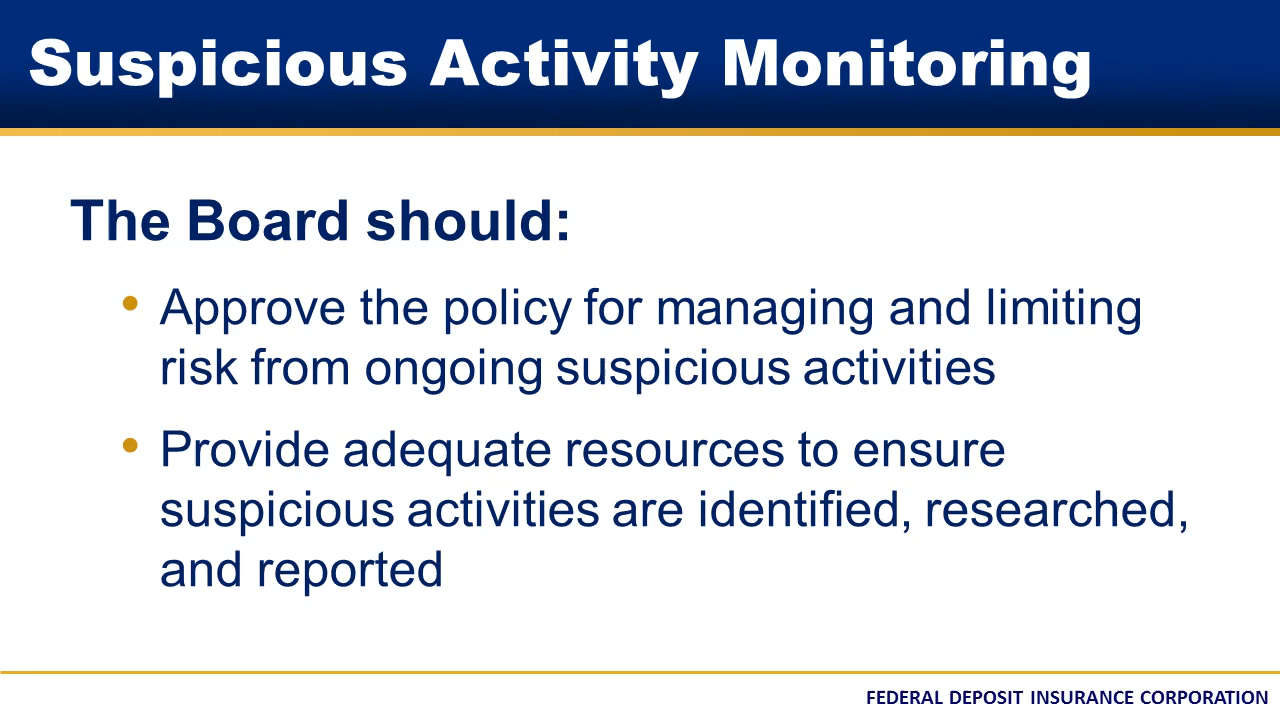 Suspicious Activity Monitoring
The Board should:
• Approve the policy for managing and limiting
risk from ongoing suspicious activities
• Provide adequate resources to ensure
suspicious activities are identified, researched,
and reported
FEDERAL DEPOSIT INSURANCE CORPORATION